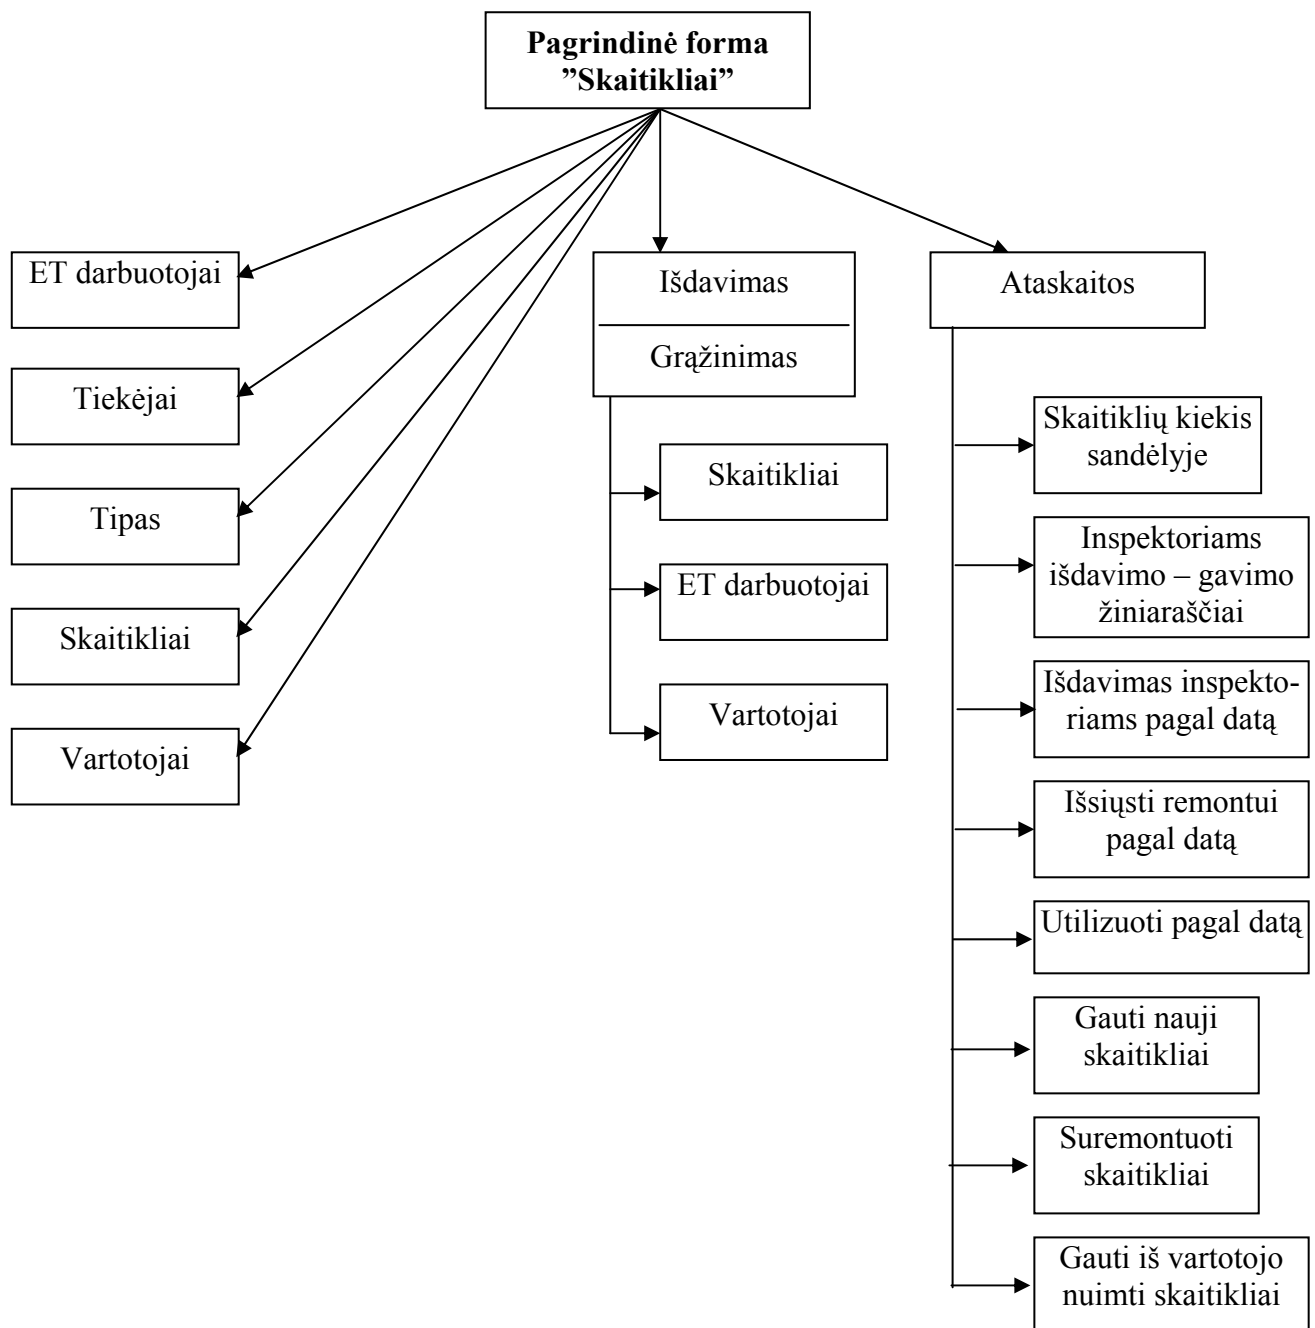 Pagrindinė forma
”Skaitikliai”
ET darbuotojai
Tiekėjai
Tipas
Skaitikliai
Vartotojai
Išdavimas
Grąžinimas
Skaitikliai
ET darbuotojai
Vartotojai
Ataskaitos
Skaitiklių kiekis
sandėlyje
Inspektoriams
išdavimo – gavimo
žiniaraščiai
Išdavimas inspekto-
riams pagal datą
Išsiųsti remontui
pagal datą
Utilizuoti pagal datą
Gauti nauji
skaitikliai
Suremontuoti
skaitikliai
Gauti iš vartotojo
nuimti skaitikliai